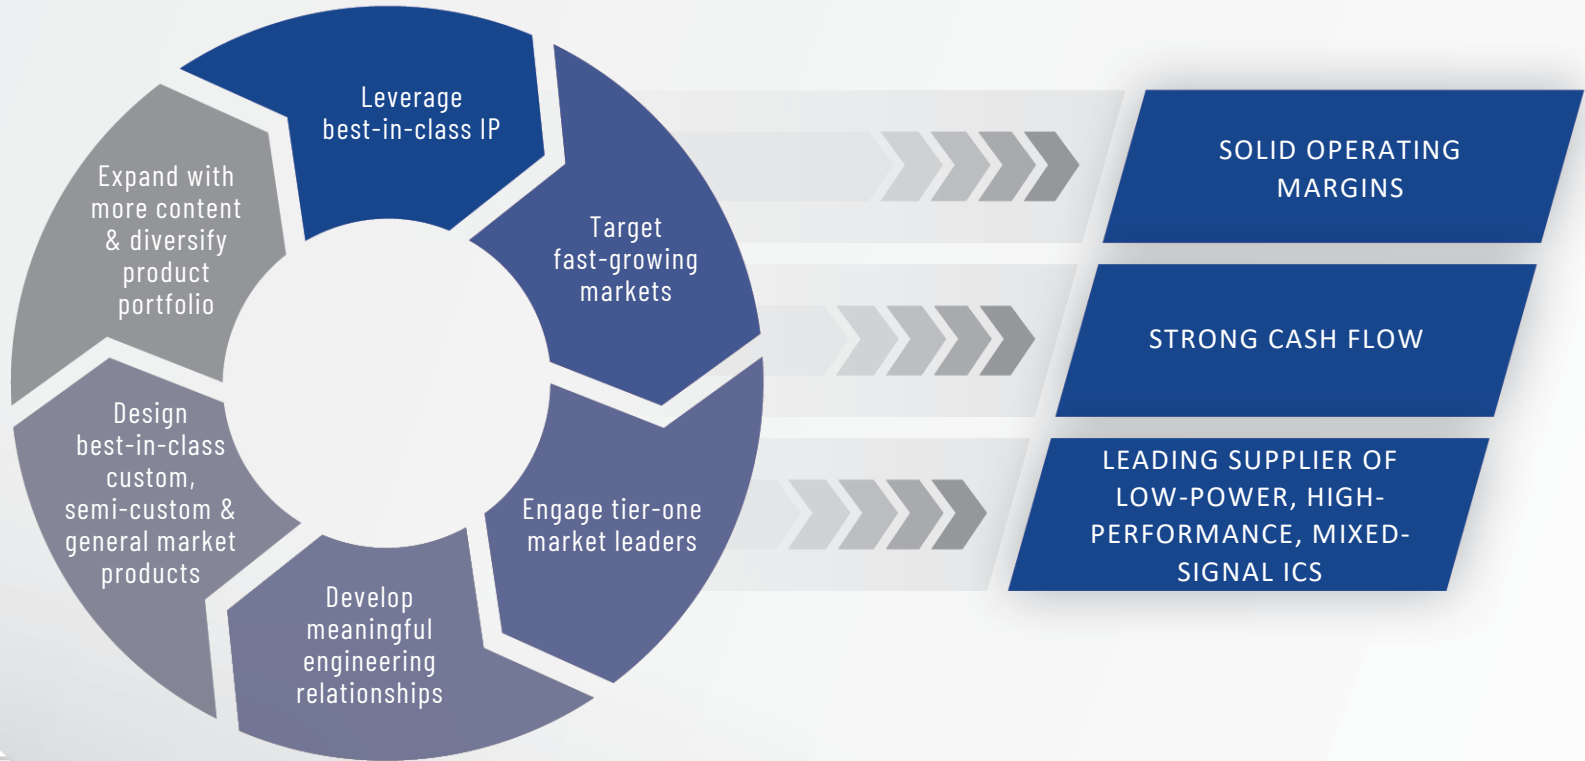 Leverage
best-in-class IP
Target
fast-growing
markets
Engage tier-one
market leaders
Develop
meaningful
engineering
relationships
Design
best-in-class
custom,
semi-custom &
general market
products
Expand with
more content
& diversify
product
portfolio
SOLID OPERATING
MARGINS
STRONG CASH FLOW
LEADING SUPPLIER OF
LOW-POWER, HIGH-
PERFORMANCE, MIXED-
SIGNAL ICS